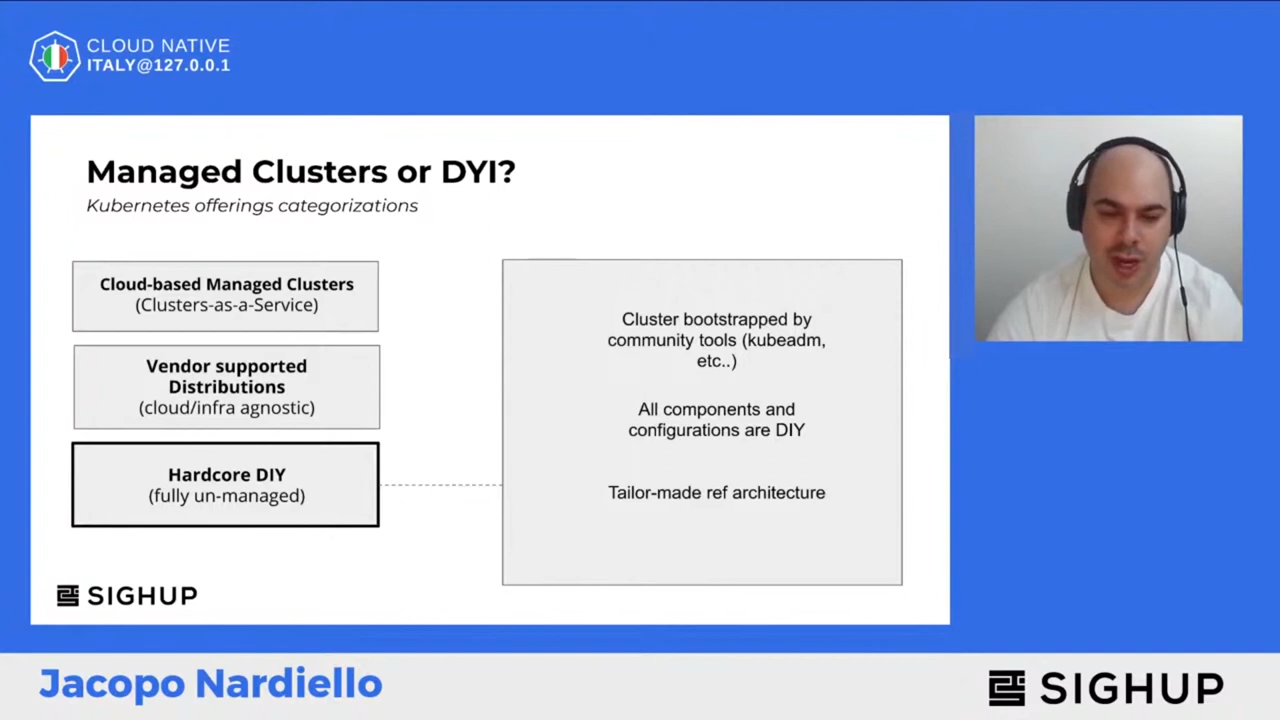 CLOUD NATIVE
ITALY@127.0.0.1
Managed Clusters or DYI?
Kubernetes offerings categorizations
Cloud-based Managed Clusters
(Clusters-as-a-Service)
Vendor supported
Distributions
(cloud/infra agnostic)
Hardcore DIY
(fully un-managed)
Cluster bootstrapped by
community tools (kubeadm,
etc..)
All components and
configurations are DIY
Tailor-made ref architecture
SIGHUP
Jacopo Nardiello
SIGHUP